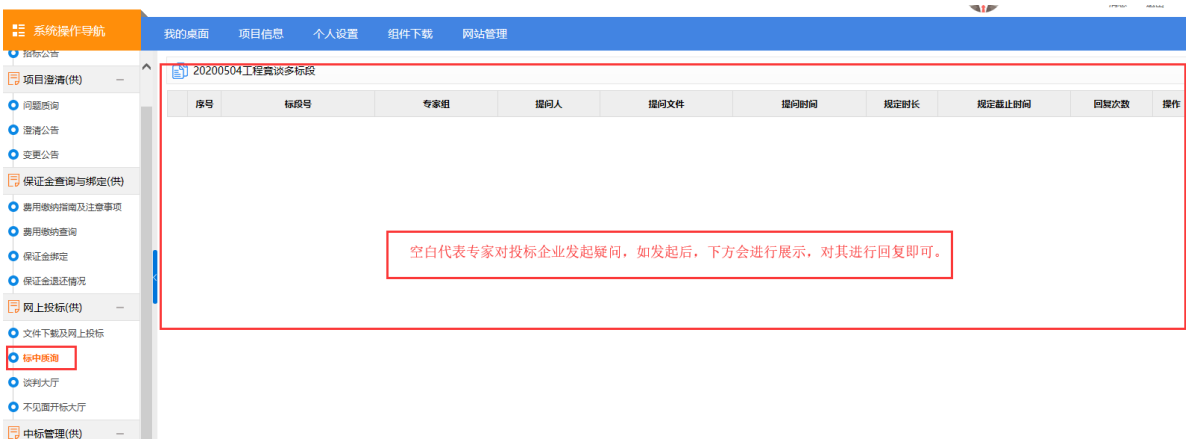 系统操作导航
我的桌面 项目信息 个人设置 组件下载 网站管理
招标公告
项目澄清(供)
问题质询
澄清公告
变更公告
保证金查询与绑定(供)
费用缴纳指南及注意事项
费用缴纳查询
保证金绑定
保证金退还情况
网上投标(供)
文件下载及网上投标
标中质询
谈判大厅
不见面开标大厅
中标管理(供)
20200504工程竞谈多标段
序号 标段号 专家组 提问人 提问文件 提问时间 规定时长 规定截止时间 回复次数 操作
空白代表专家对投标企业发起疑问，如发起后，下方会进行展示，对其进行回复即可。